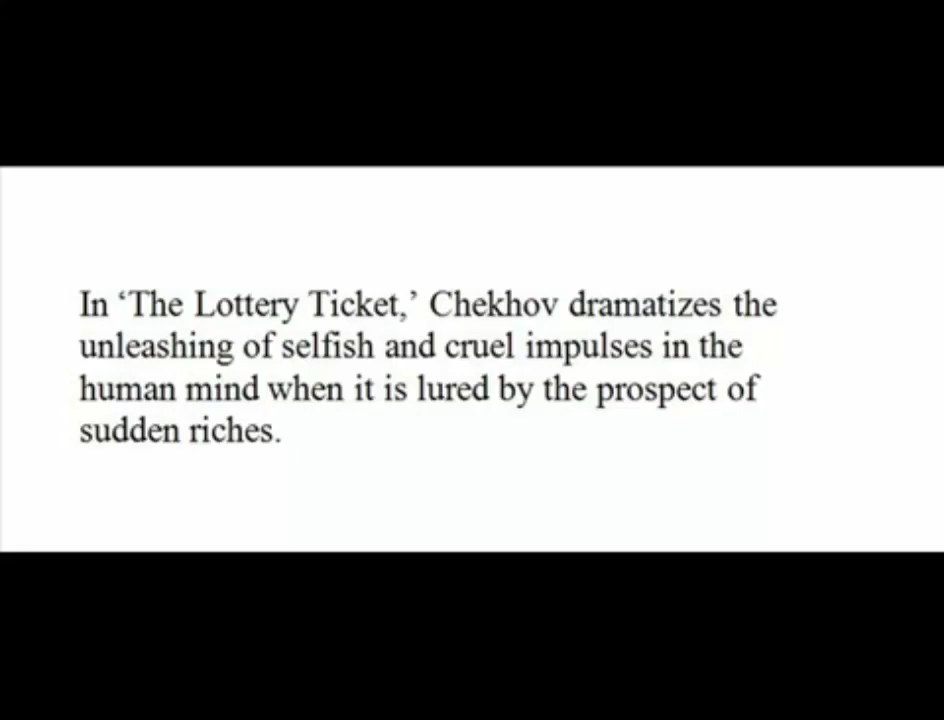 In ‘The Lottery Ticket,’ Chekhov dramatizes the
unleashing of selfish and cruel impulses in the
human mind when it is lured by the prospect of
sudden riches.